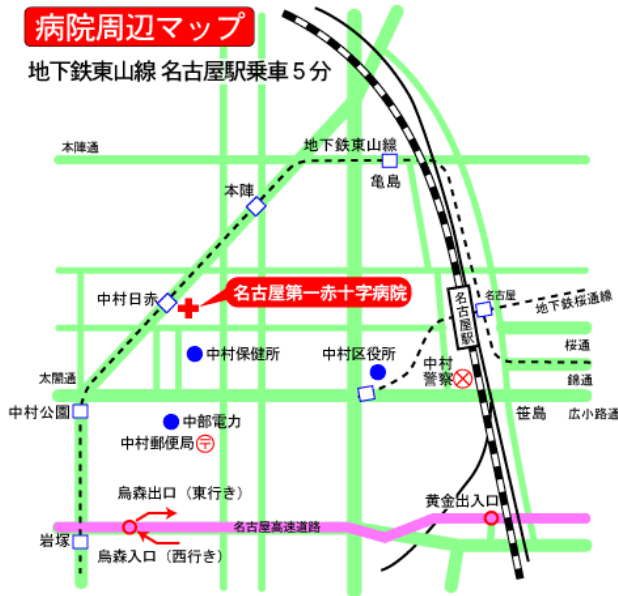 病院周辺マップ
地下鉄東山線 名古屋駅乗車5分
本陣通
地下鉄東山線
亀島
本陣
中村日赤
名古屋第一赤十字病院
名古屋駅
名古屋
地下鉄桜通線
中村保健所
中村区役所
中村
警察
桜通
太閤通
錦通
中村公園
笹島
広小路通
中部電力
中村郵便局
烏森出口(東行き)
黄金出入口
名古屋高速道路
岩塚
烏森入口(西行き)